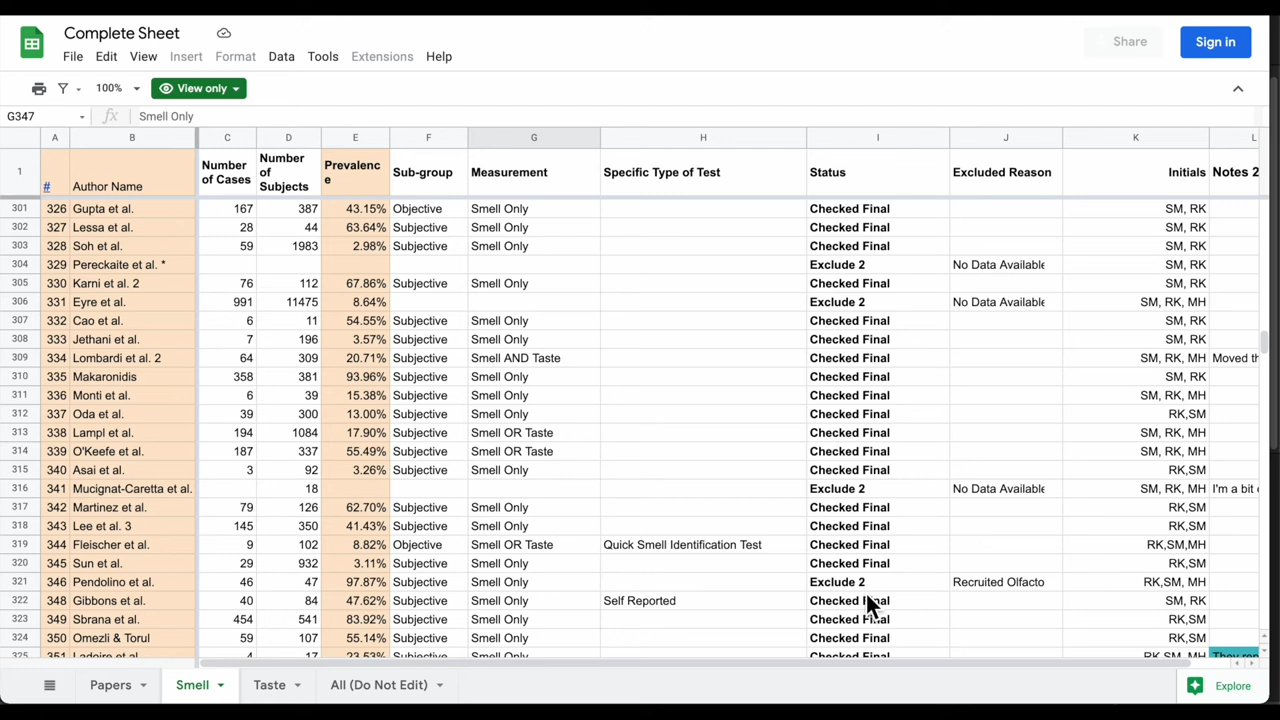 Complete Sheet
File Edit View Insert Format Data Tools Extensions Help
Share
Sign in
100% View only
G347 fx Smell Only
A B C D E F G H I J K L
1 # Author Name Number of Cases Number of Subjects Prevalence Sub-group Measurement Specific Type of Test Status Excluded Reason Initials Notes 2
301 326 Gupta et al. 167 387 43.15% Objective Smell Only Checked Final SM, RK
302 327 Lessa et al. 28 44 63.64% Subjective Smell Only Checked Final SM, RK
303 328 Soh et al. 59 1983 2.98% Subjective Smell Only Checked Final SM, RK
304 329 Pereckaite et al. * Exclude 2 No Data Available SM, RK
305 330 Karni et al. 2 76 112 67.86% Subjective Smell Only Checked Final SM, RK
306 331 Eyre et al. 991 11475 8.64% Exclude 2 No Data Available SM, RK, MH
307 332 Cao et al. 6 11 54.55% Subjective Smell Only Checked Final SM, RK
308 333 Jethani et al. 7 196 3.57% Subjective Smell Only Checked Final SM, RK
309 334 Lombardi et al. 2 64 309 20.71% Subjective Smell AND Taste Checked Final SM, RK, MH Moved th
310 335 Makaronidis 358 381 93.96% Subjective Smell Only Checked Final SM, RK
311 336 Monti et al. 6 39 15.38% Subjective Smell Only Checked Final SM, RK, MH
312 337 Oda et al. 39 300 13.00% Subjective Smell Only Checked Final RK,SM
313 338 Lampl et al. 194 1084 17.90% Subjective Smell OR Taste Checked Final SM, RK, MH
314 339 O'Keefe et al. 187 337 55.49% Subjective Smell OR Taste Checked Final SM, RK, MH
315 340 Asai et al. 3 92 3.26% Subjective Smell Only Checked Final RK,SM
316 341 Mucignat-Caretta et al. 18 Exclude 2 No Data Available SM, RK, MH I'm a bit
317 342 Martinez et al. 79 126 62.70% Subjective Smell Only Checked Final RK,SM
318 343 Lee et al. 3 145 350 41.43% Subjective Smell Only Checked Final RK,SM
319 344 Fleischer et al. 9 102 8.82% Objective Smell OR Taste Quick Smell Identification Test Checked Final RK,SM,MH
320 345 Sun et al. 29 932 3.11% Subjective Smell Only Checked Final RK,SM
321 346 Pendolino et al. 46 47 97.87% Subjective Smell Only Exclude 2 Recruited Olfacto RK,SM, MH
322 348 Gibbons et al. 40 84 47.62% Subjective Smell Only Self Reported Checked Final SM, RK
323 349 Sbrana et al. 454 541 83.92% Subjective Smell Only Checked Final RK,SM
324 350 Omezli & Torul 59 107 55.14% Subjective Smell Only Checked Final RK,SM
325 351 Ladoire et al. 4 17 23.53% Subjective Smell Only Checked Final RK,SM, MH They rep
Papers Smell Taste All (Do Not Edit) Explore